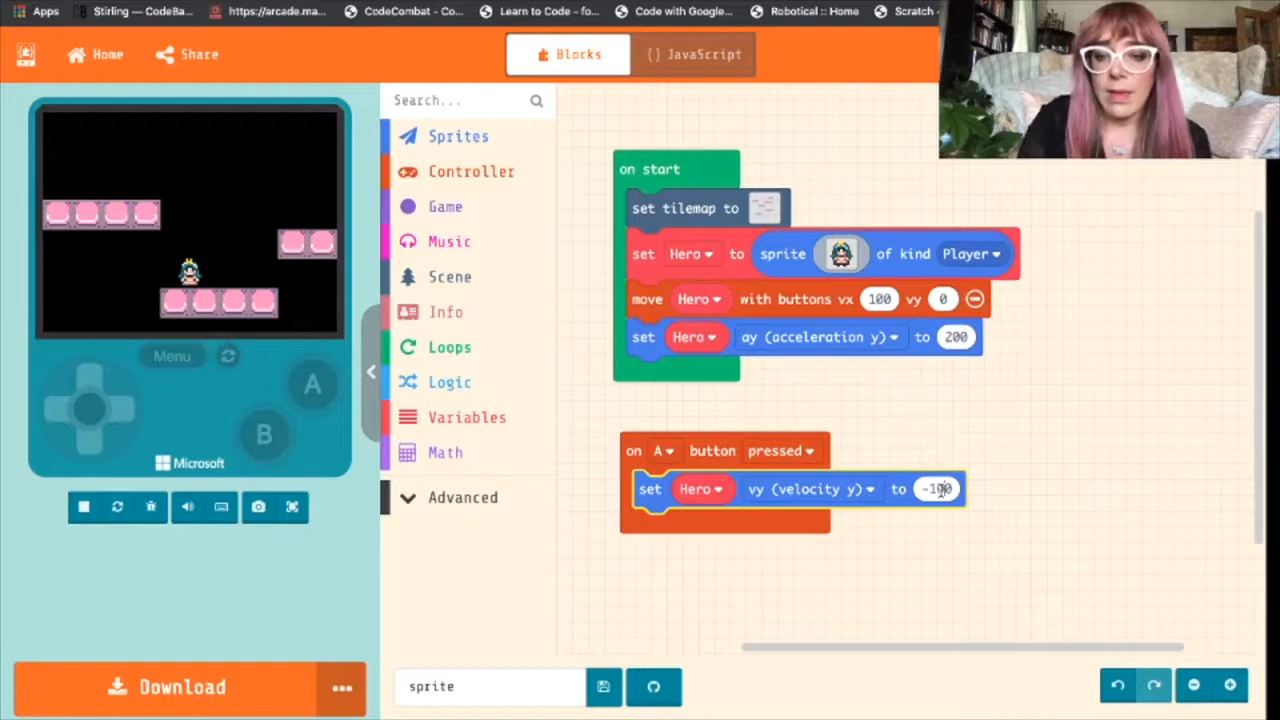 Apps Stirling — CodeBa... https://arcade.ma... CodeCombat - Co... Learn to Code - fo... Code with Google... Robotical :: Home Scratch -
Home Share Blocks {} JavaScript
Search...
Sprites
Controller
Game
Music
Scene
Info
Loops
Logic
Variables
Math
Advanced
on start
set tilemap to
set Hero to sprite of kind Player
move Hero with buttons vx 100 vy 0
set Hero ay (acceleration y) to 200
on A button pressed
set Hero vy (velocity y) to -100
Menu
A
B
Microsoft
Download
sprite